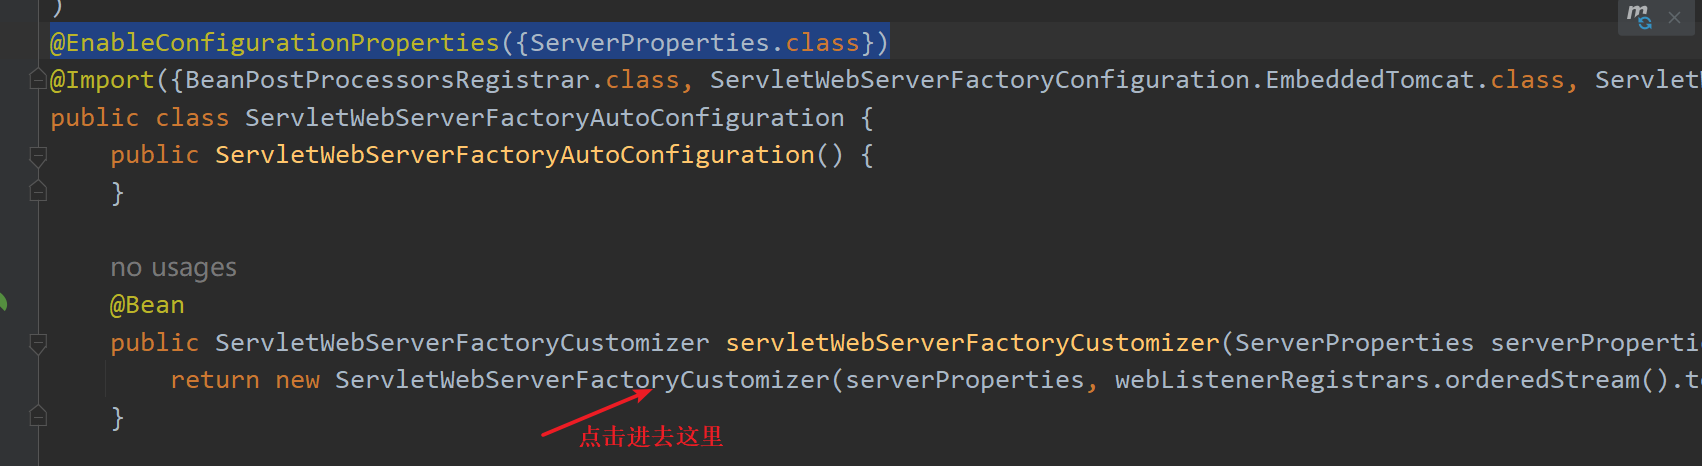 )
@EnableConfigurationProperties({ServerProperties.class})
@Import({BeanPostProcessorsRegistrar.class, ServletWebServerFactoryConfiguration.EmbeddedTomcat.class, ServletW
public class ServletWebServerFactoryAutoConfiguration {
public ServletWebServerFactoryAutoConfiguration() {
}
no usages
@Bean
public ServletWebServerFactoryCustomizer servletWebServerFactoryCustomizer(ServerProperties serverProperti
return new ServletWebServerFactoryCustomizer(serverProperties, webListenerRegistrars.orderedStream().t
}
点击进去这里
m